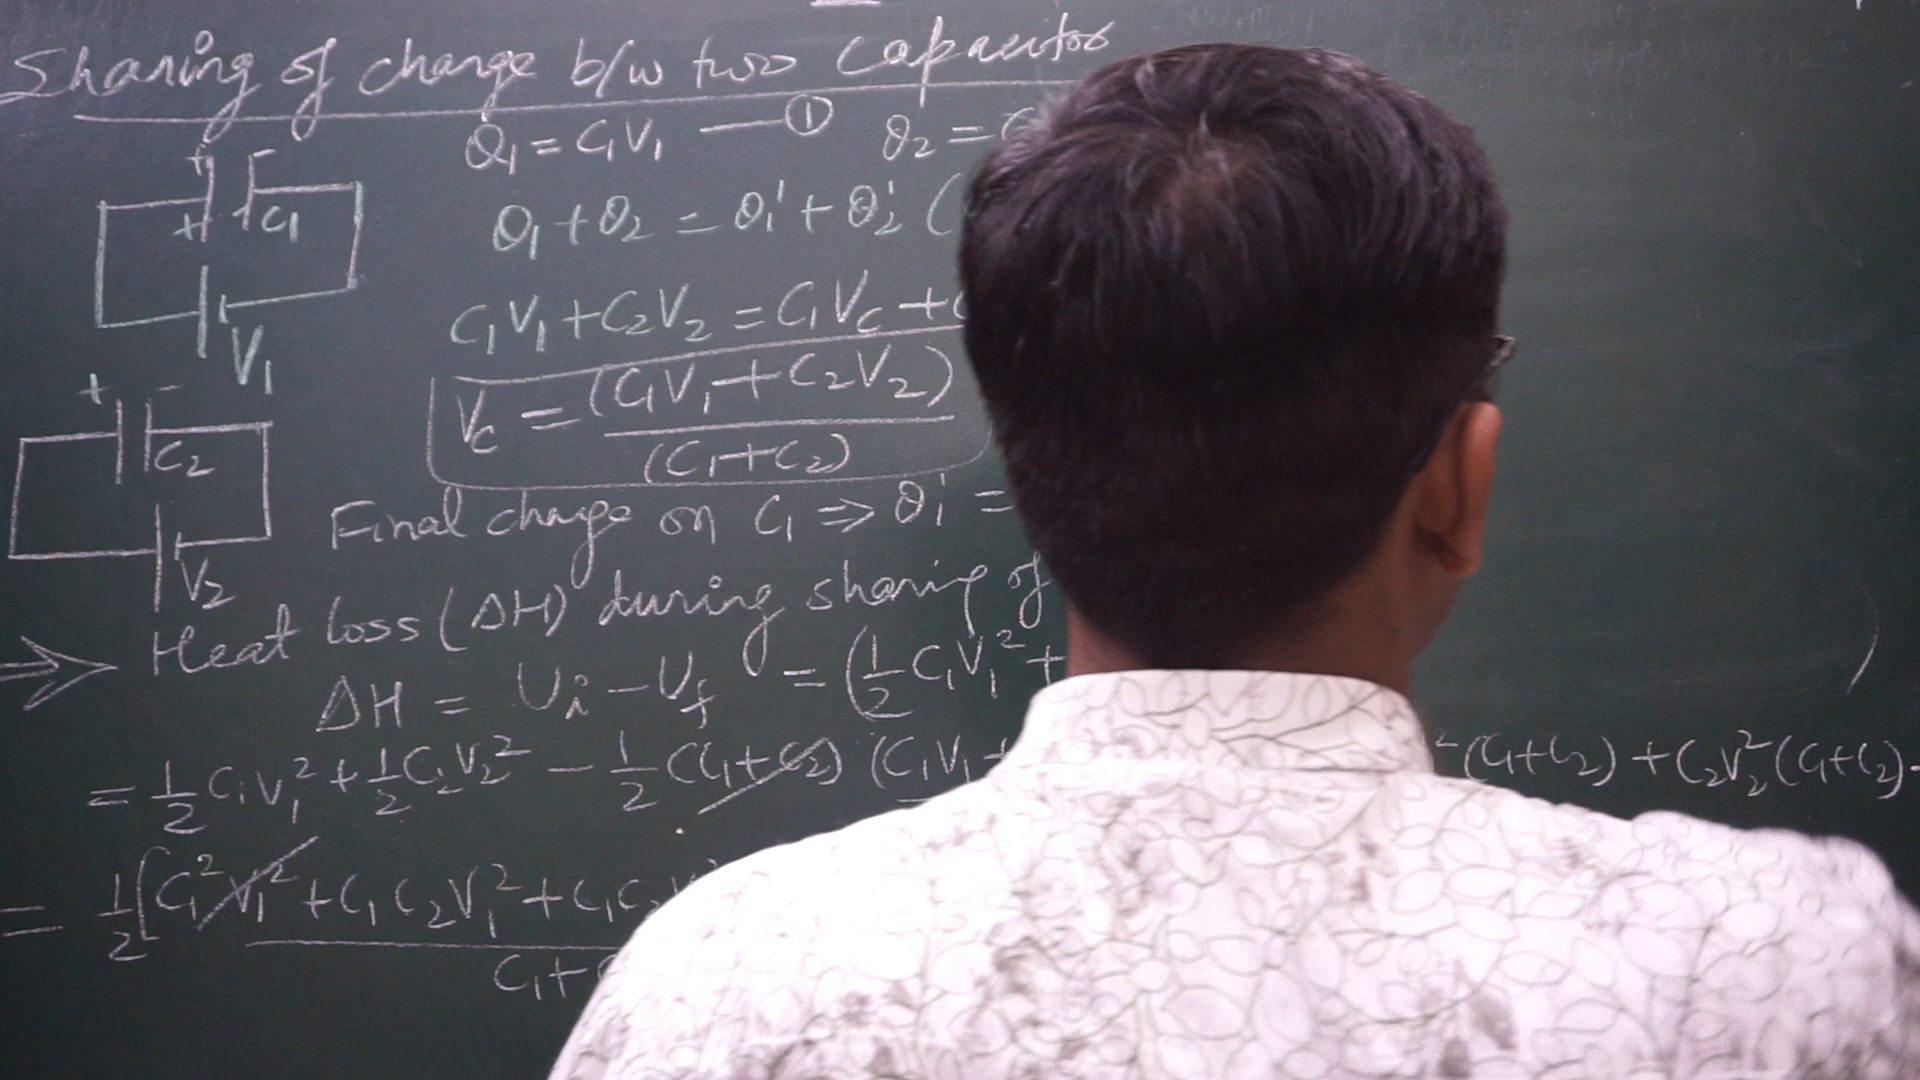 Sharing of charge b/w two capacitor
Q₁ = C₁V₁ —① Q₂ =
+ -
+ C₁
V₁
Q₁ + Q₂ = Q₁' + Q₂' (
C₁V₁ + C₂V₂ = C₁V_C +
+ -
C₂
V₂
V_C = (C₁V₁ + C₂V₂)
(C₁ + C₂)
Final charge on C₁ ⇒ Q₁' =
⇒ Heat loss (ΔH) during sharing of
ΔH = U_i - U_f = (1/2 C₁V₁² +
= 1/2 C₁V₁² + 1/2 C₂V₂² - 1/2 (C₁+C₂) (C₁V₁ ² (C₁+C₂) + C₂V₂² (C₁+C₂) -
= 1/2 [C₁²V₁² + C₁C₂V₁² + C₁C₂
C₁ +